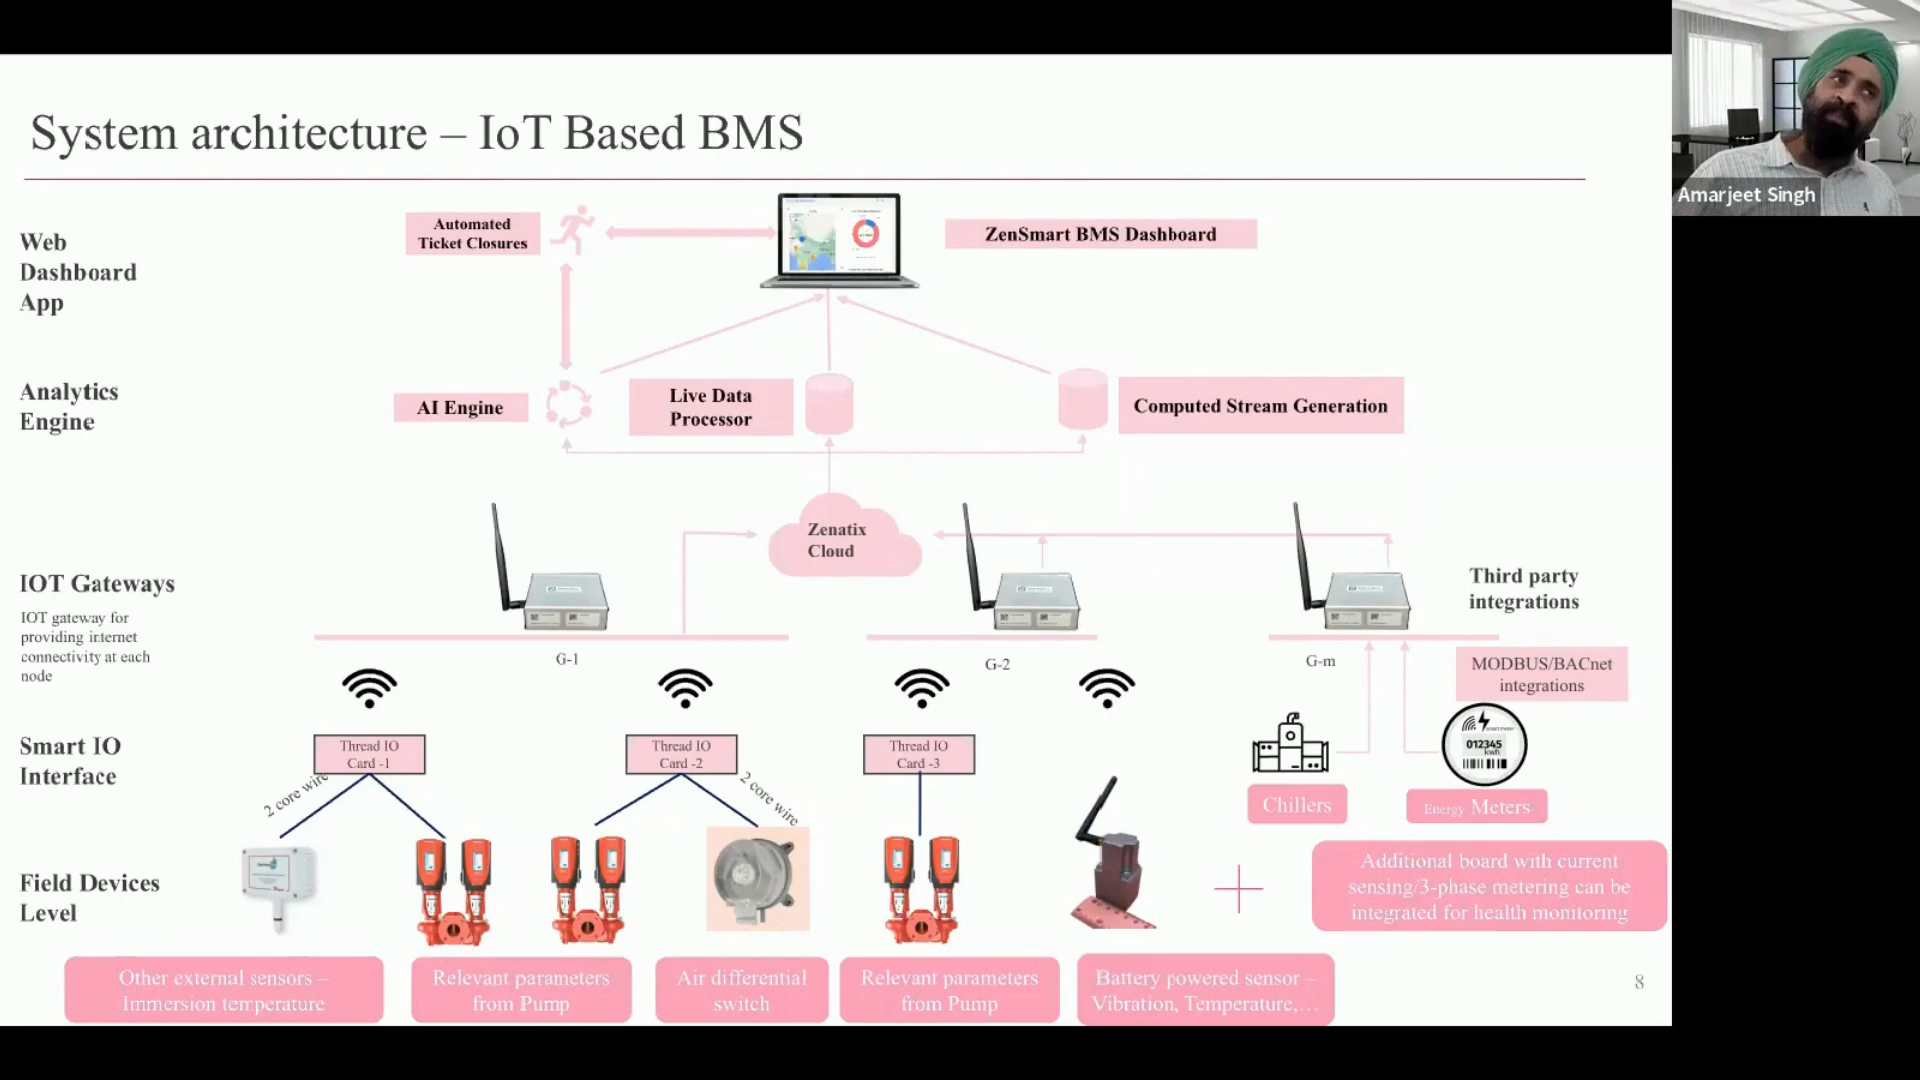 System architecture – IoT Based BMS
Amarjeet Singh
Web
Dashboard
App
Automated
Ticket Closures
ZenSmart BMS Dashboard
Analytics
Engine
AI Engine
Live Data
Processor
Computed Stream Generation
Zenatix
Cloud
IOT Gateways
IOT gateway for
providing internet
connectivity at each
node
G-1
G-2
G-m
Third party
integrations
MODBUS/BACnet
integrations
Smart IO
Interface
Thread IO
Card -1
Thread IO
Card -2
Thread IO
Card -3
2 core wire
2 core wire
012345
kwh
Chillers
Energy Meters
Field Devices
Level
Additional board with current
sensing/3-phase metering can be
integrated for health monitoring
Other external sensors –
Immersion temperature
Relevant parameters
from Pump
Air differential
switch
Relevant parameters
from Pump
Battery powered sensor –
Vibration, Temperature,…
8